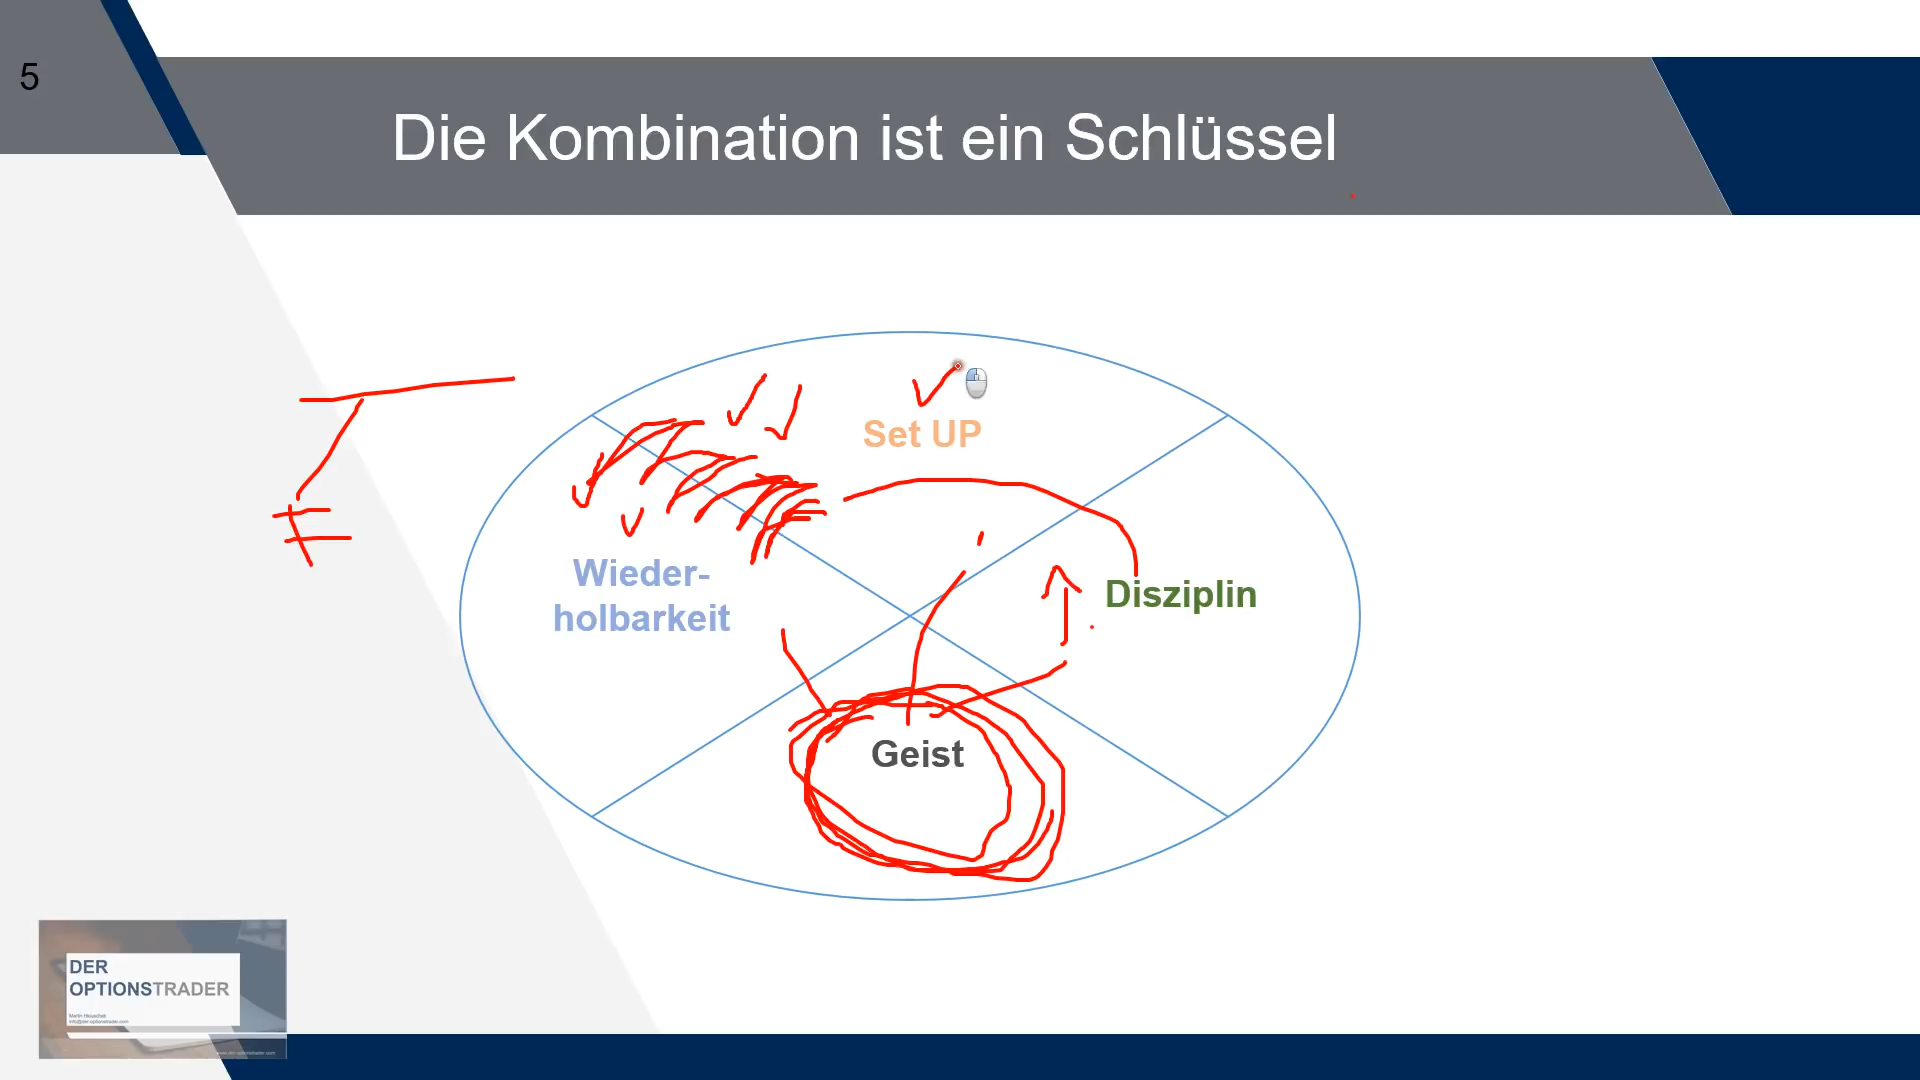 5
Die Kombination ist ein Schlüssel
Set UP
Wieder-
holbarkeit
Disziplin
Geist
DER
OPTIONSTRADER